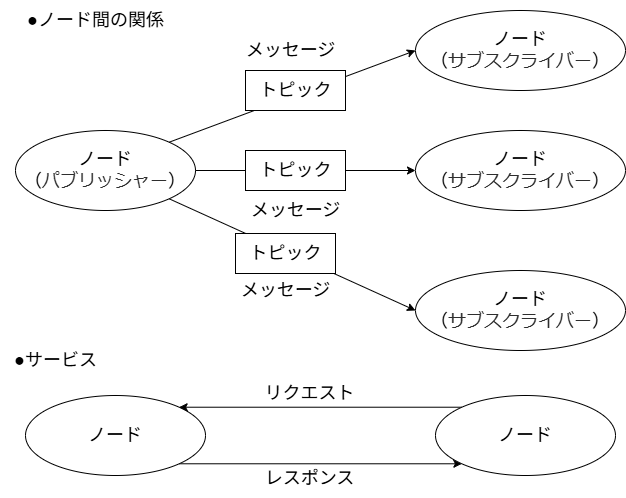 ●ノード間の関係
メッセージ
トピック
ノード
（サブスクライバー）
ノード
（パブリッシャー）
トピック
メッセージ
ノード
（サブスクライバー）
トピック
メッセージ
ノード
（サブスクライバー）
●サービス
リクエスト
ノード
ノード
レスポンス